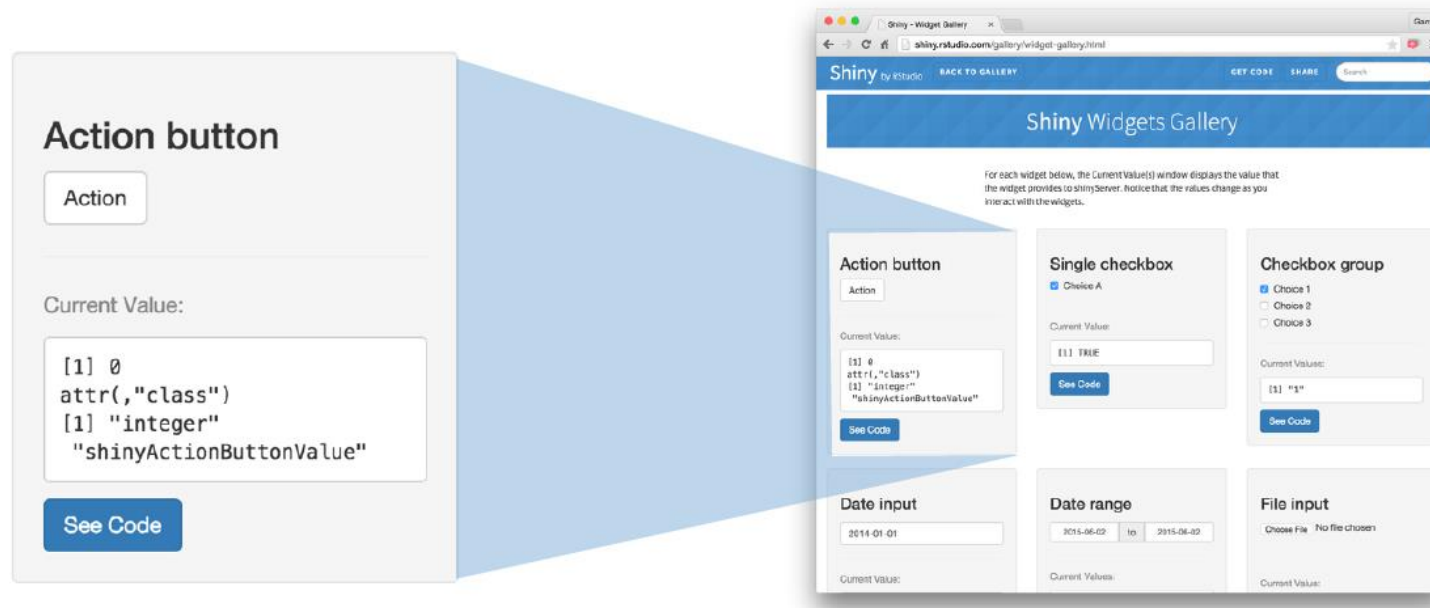 Action button
Action
Current Value:
[1] 0
attr(,"class")
[1] "integer"
"shinyActionButtonValue"
See Code
Shiny - Widget Gallery
shiny.rstudio.com/gallery/widget-gallery.html
Shiny by RStudio BACK TO GALLERY GET CODE SHARE Search
Shiny Widgets Gallery
For each widget below, the Current Value(s) window displays the value that
the widget provides to shinyServer. Notice that the values change as you
interact with the widgets.
Action button
Action
Current Value:
[1] 0
attr(,"class")
[1] "integer"
"shinyActionButtonValue"
See Code
Single checkbox
Choice A
Current Value:
[1] TRUE
See Code
Checkbox group
Choice 1
Choice 2
Choice 3
Current Values:
[1] "1"
See Code
Date input
2014-01-01
Current Value:
Date range
2015-06-02 to 2015-06-02
Current Values:
File input
Choose File No file chosen
Current Value: